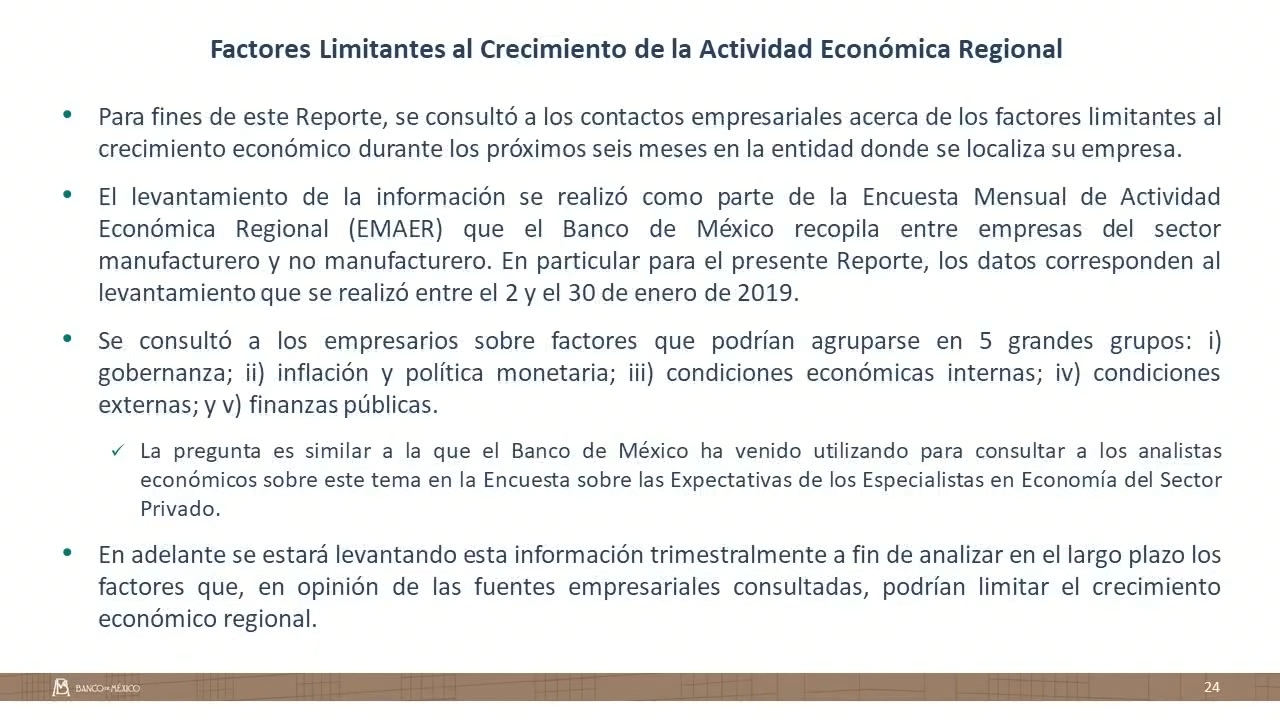 Factores Limitantes al Crecimiento de la Actividad Económica Regional
• Para fines de este Reporte, se consultó a los contactos empresariales acerca de los factores limitantes al
crecimiento económico durante los próximos seis meses en la entidad donde se localiza su empresa.
• El levantamiento de la información se realizó como parte de la Encuesta Mensual de Actividad
Económica Regional (EMAER) que el Banco de México recopila entre empresas del sector
manufacturero y no manufacturero. En particular para el presente Reporte, los datos corresponden al
levantamiento que se realizó entre el 2 y el 30 de enero de 2019.
• Se consultó a los empresarios sobre factores que podrían agruparse en 5 grandes grupos: i)
gobernanza; ii) inflación y política monetaria; iii) condiciones económicas internas; iv) condiciones
externas; y v) finanzas públicas.
✓ La pregunta es similar a la que el Banco de México ha venido utilizando para consultar a los analistas
económicos sobre este tema en la Encuesta sobre las Expectativas de los Especialistas en Economía del Sector
Privado.
• En adelante se estará levantando esta información trimestralmente a fin de analizar en el largo plazo los
factores que, en opinión de las fuentes empresariales consultadas, podrían limitar el crecimiento
económico regional.
BANCO DE MÉXICO
24